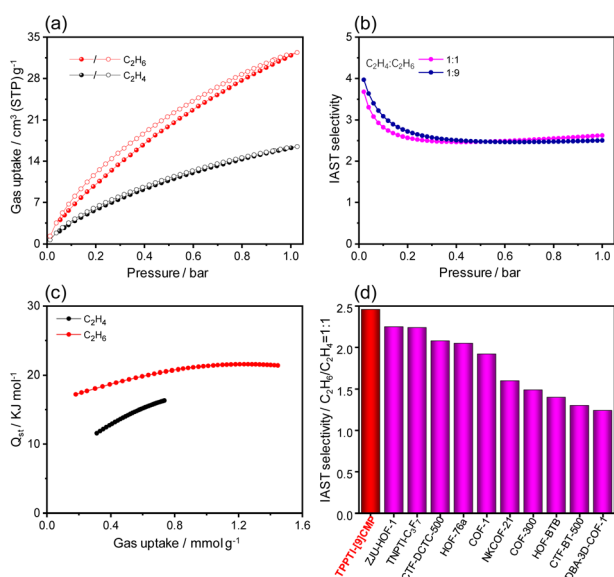 (a)
35
28
21
14
7
0
Gas uptake / cm³ (STP) g⁻¹
/ C₂H₆
/ C₂H₄
0.0 0.2 0.4 0.6 0.8 1.0
Pressure / bar
(b)
5
4
3
2
1
0
IAST selectivity
C₂H₄:C₂H₆
1:1
1:9
0.0 0.2 0.4 0.6 0.8 1.0
Pressure / bar
(c)
30
20
10
0
Qst / KJ mol⁻¹
C₂H₄
C₂H₆
0.0 0.4 0.8 1.2 1.6
Gas uptake / mmol g⁻¹
(d)
2.5
2.0
1.5
1.0
0.5
0.0
IAST selectivity / C₂H₆/C₂H₄=1:1
TPPTI-[9]CMP
ZJU-HOF-1
TNPTI-C₃F₇
CTF-DCTC-500
HOF-76a
COF-1
NKCOF-21
COF-300
HOF-BTB
CTF-BT-500
DBA-3D-COF-1